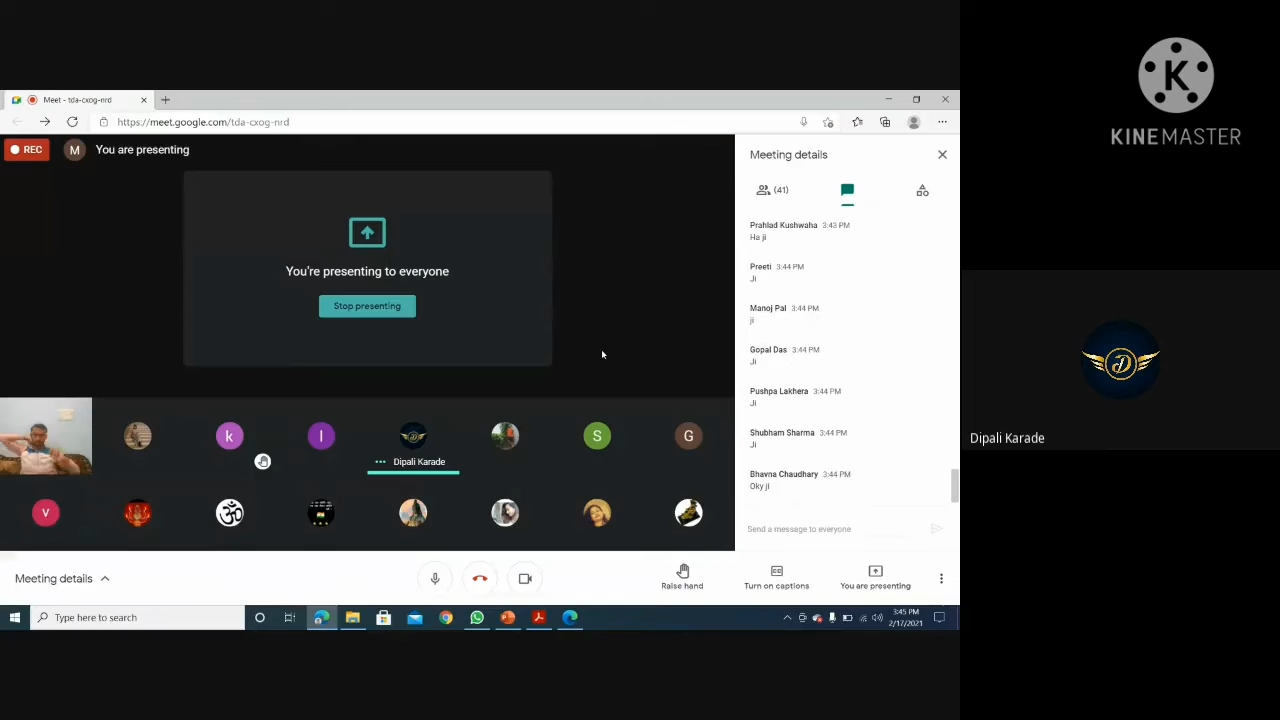 Meet - tda-cxog-nrd
https://meet.google.com/tda-cxog-nrd
REC
M
You are presenting
You're presenting to everyone
Stop presenting
k
I
S
G
Dipali Karade
V
ॐ
Meeting details
Raise hand
Turn on captions
You are presenting
Meeting details
(41)
Prahlad Kushwaha 3:43 PM
Ha ji
Preeti 3:44 PM
Ji
Manoj Pal 3:44 PM
ji
Gopal Das 3:44 PM
Ji
Pushpa Lakhera 3:44 PM
Ji
Shubham Sharma 3:44 PM
Ji
Bhavna Chaudhary 3:44 PM
Oky ji
Send a message to everyone
Type here to search
3:45 PM
2/17/2021
K
KINEMASTER
D
Dipali Karade